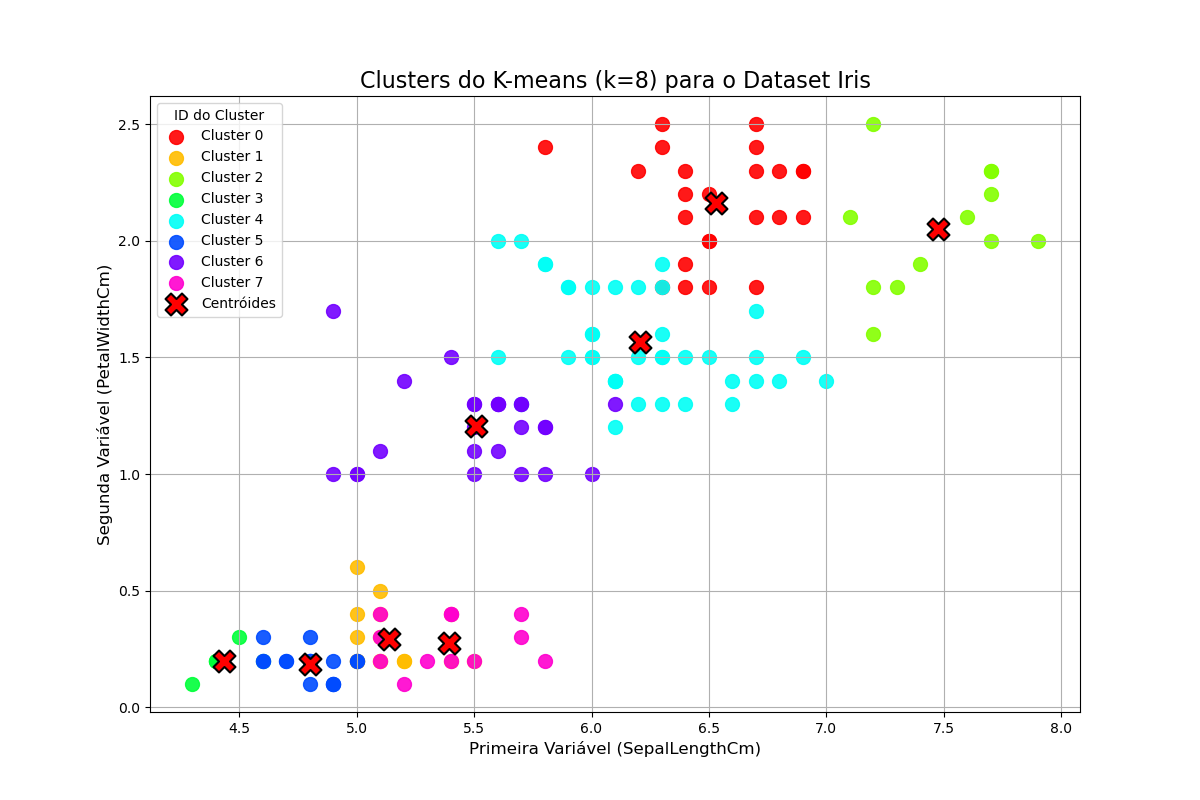 Clusters do K-means (k=8) para o Dataset Iris
ID do Cluster
Cluster 0
Cluster 1
Cluster 2
Cluster 3
Cluster 4
Cluster 5
Cluster 6
Cluster 7
Centróides
Segunda Variável (PetalWidthCm)
2.5
2.0
1.5
1.0
0.5
0.0
4.5 5.0 5.5 6.0 6.5 7.0 7.5 8.0
Primeira Variável (SepalLengthCm)